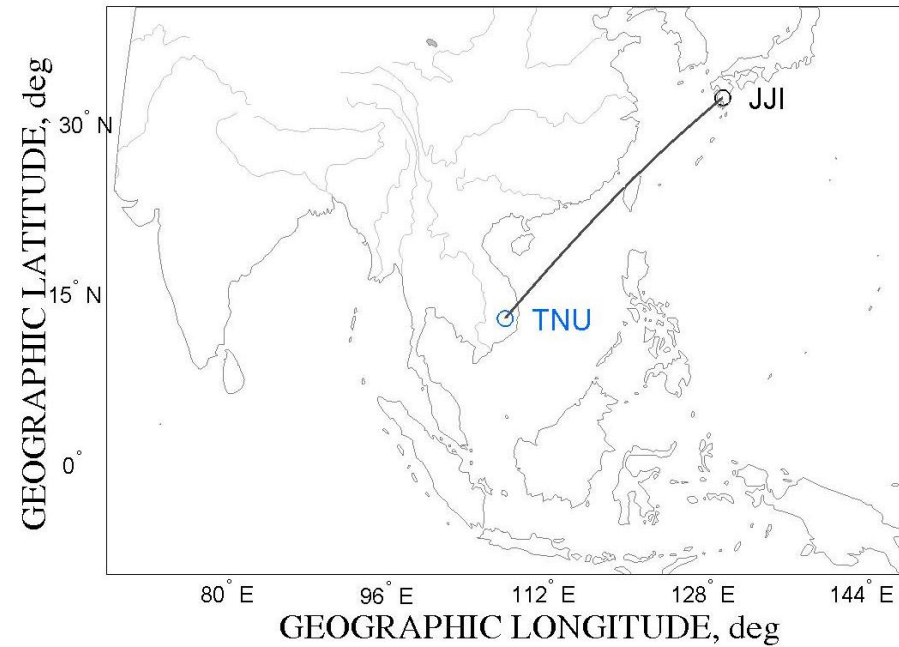 GEOGRAPHIC LATITUDE, deg
30° N
15° N
0°
JJI
TNU
80° E 96° E 112° E 128° E 144° E
GEOGRAPHIC LONGITUDE, deg